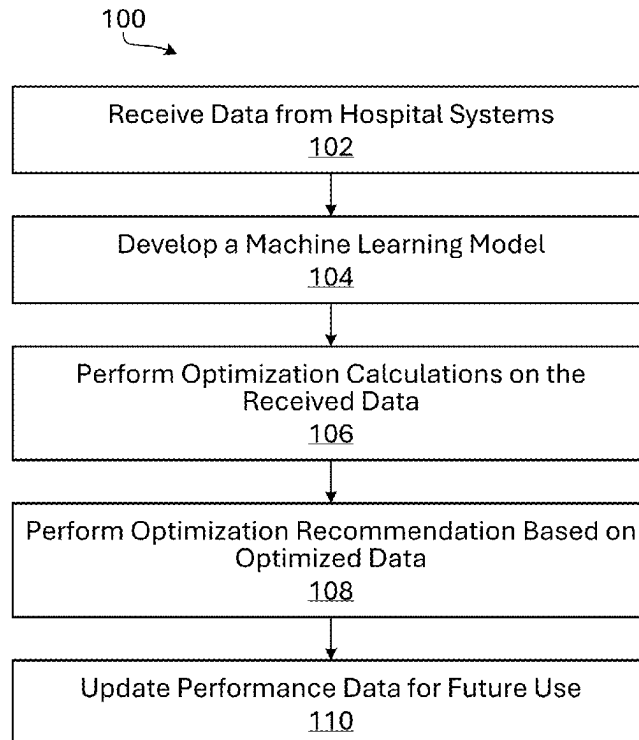 100
Receive Data from Hospital Systems
102
Develop a Machine Learning Model
104
Perform Optimization Calculations on the
Received Data
106
Perform Optimization Recommendation Based on
Optimized Data
108
Update Performance Data for Future Use
110